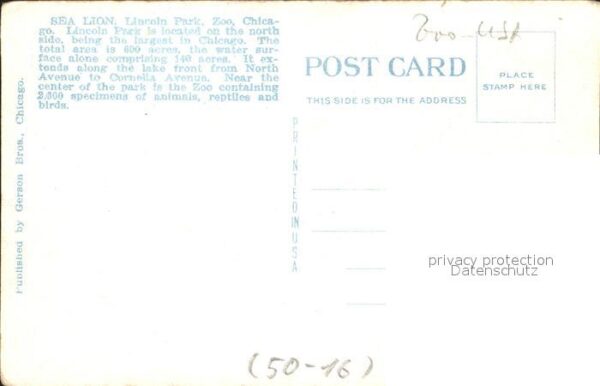 SEA LION, Lincoln Park, Zoo, Chica-
go. Lincoln Park is located on the north
side, being the largest in Chicago. The
total area is 600 acres, the water sur-
face alone comprising 140 acres. It ex-
tends along the lake front from North
Avenue to Cornelia Avenue. Near the
center of the park is the Zoo containing
2,300 specimens of animals, reptiles and
birds.
Published by Gerson Bros., Chicago.
Zoo-USA
POST CARD
THIS SIDE IS FOR THE ADDRESS
PLACE
STAMP HERE
PRINTED IN USA
privacy protection
Datenschutz
(50-16)